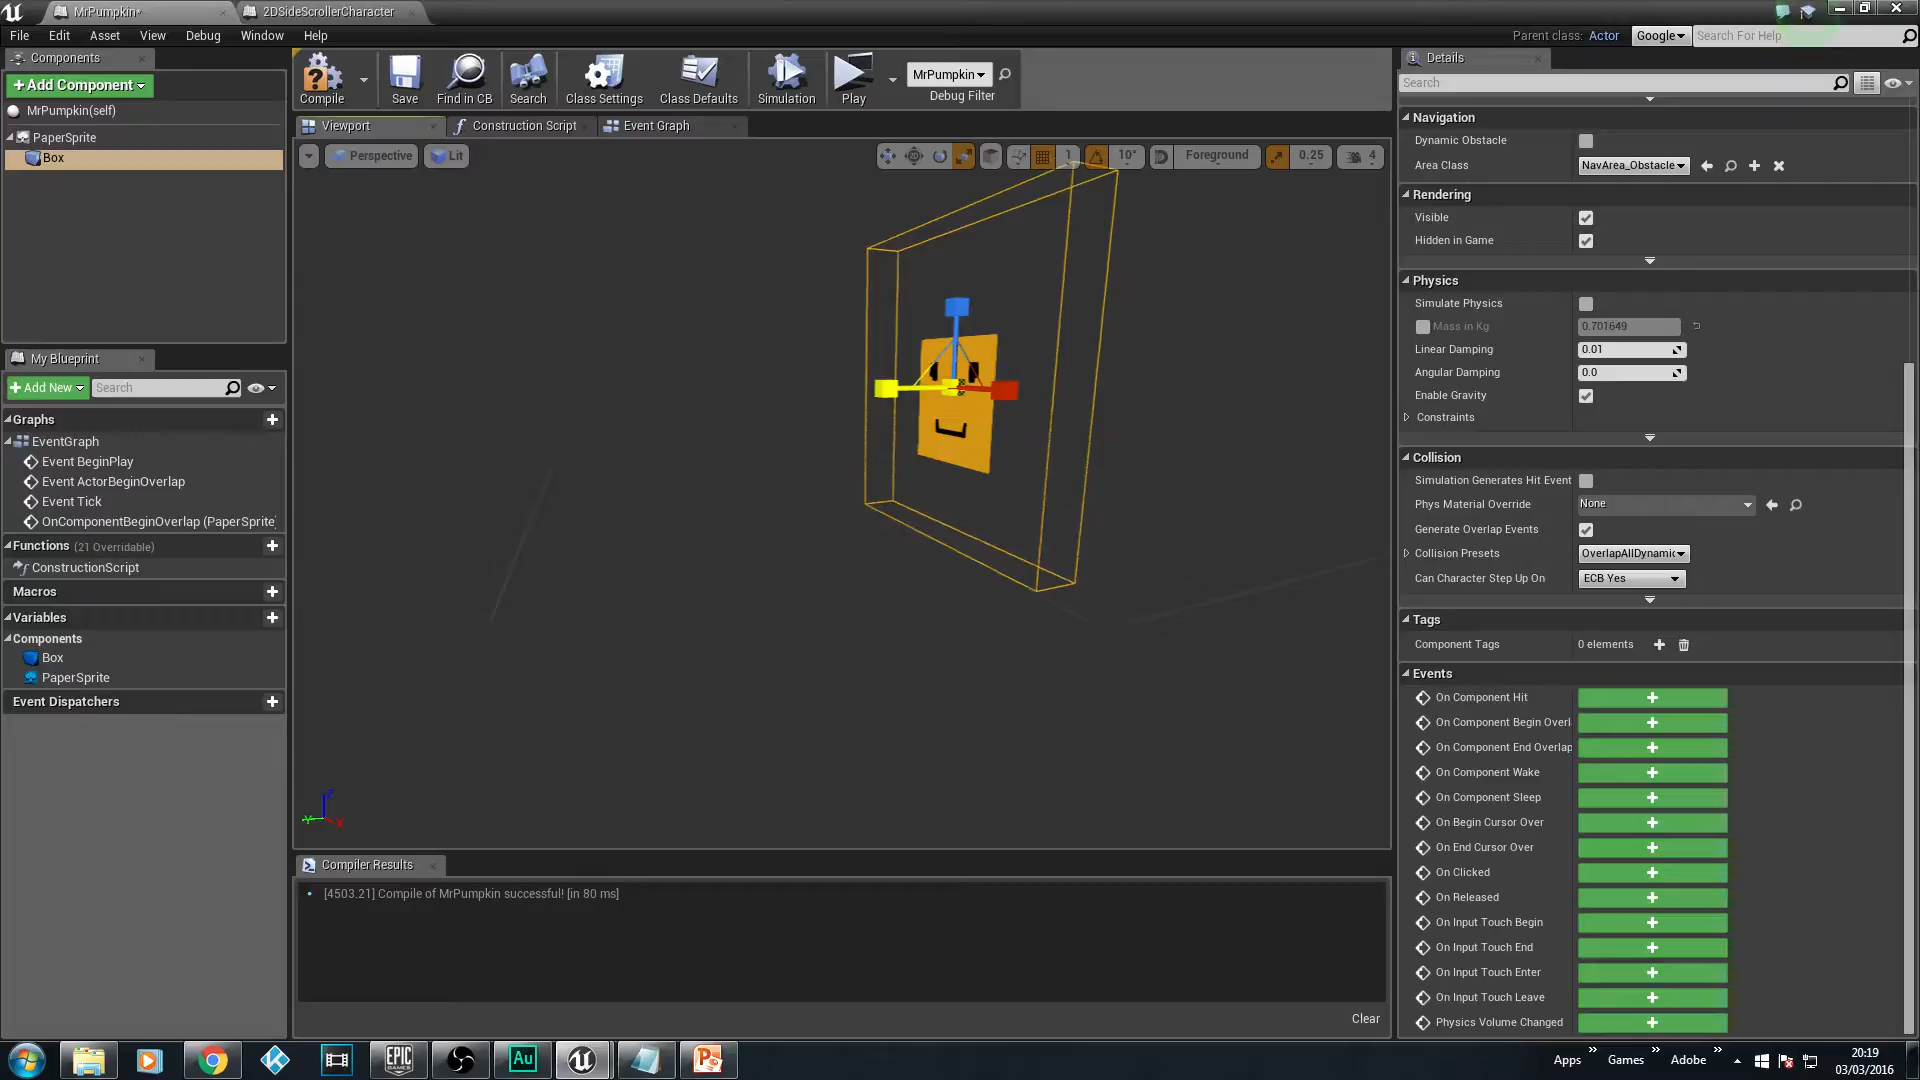 MrPumpkin*
2DSideScrollerCharacter
File Edit Asset View Debug Window Help
Parent class: Actor Google Search For Help
Components
+Add Component
MrPumpkin(self)
PaperSprite
Box
Compile
Save
Find in CB
Search
Class Settings
Class Defaults
Simulation
Play
MrPumpkin
Debug Filter
Viewport
Construction Script
Event Graph
Perspective
Lit
1
10°
Foreground
0.25
4
My Blueprint
+Add New
Search
Graphs
EventGraph
Event BeginPlay
Event ActorBeginOverlap
Event Tick
OnComponentBeginOverlap (PaperSprite)
Functions (21 Overridable)
ConstructionScript
Macros
Variables
Components
Box
PaperSprite
Event Dispatchers
Z
Y
X
Compiler Results
[4503.21] Compile of MrPumpkin successful! [in 80 ms]
Clear
Details
Search
Navigation
Dynamic Obstacle
Area Class NavArea_Obstacle
Rendering
Visible
Hidden in Game
Physics
Simulate Physics
Mass in Kg 0.701649
Linear Damping 0.01
Angular Damping 0.0
Enable Gravity
Constraints
Collision
Simulation Generates Hit Event
Phys Material Override None
Generate Overlap Events
Collision Presets OverlapAllDynamic
Can Character Step Up On ECB Yes
Tags
Component Tags 0 elements
Events
On Component Hit
On Component Begin Overl
On Component End Overlap
On Component Wake
On Component Sleep
On Begin Cursor Over
On End Cursor Over
On Clicked
On Released
On Input Touch Begin
On Input Touch End
On Input Touch Enter
On Input Touch Leave
Physics Volume Changed
EPIC GAMES
Au
Apps » Games » Adobe »
20:19
03/03/2016